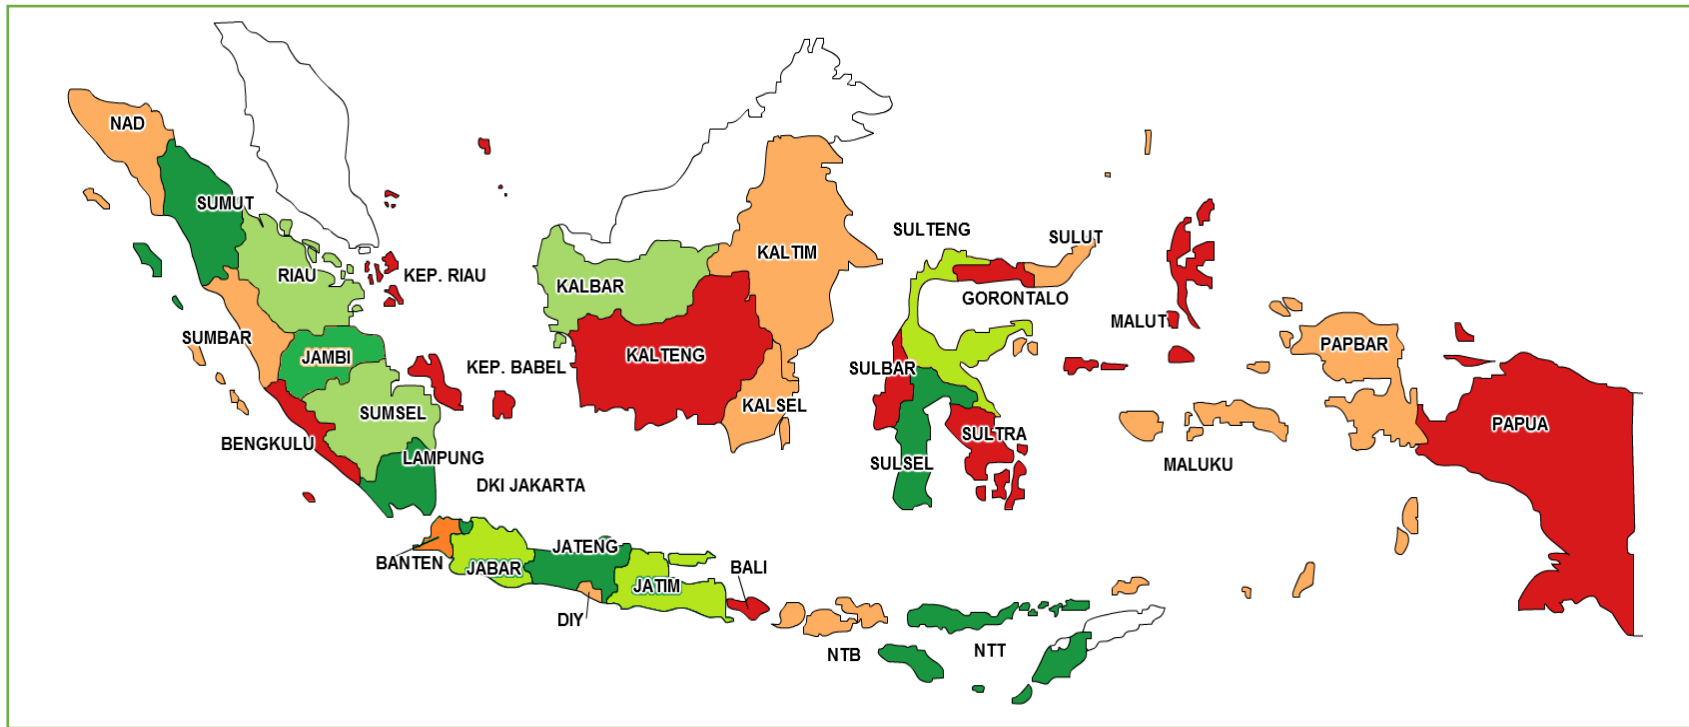 NAD
SUMUT
SULTENG
SULUT
KALTIM
RIAU
KEP. RIAU
KALBAR
GORONTALO
MALUT
SUMBAR
PAPBAR
JAMBI
KALTENG
KEP. BABEL
SULBAR
KALSEL
SUMSEL
PAPUA
SULTRA
BENGKULU
LAMPUNG
SULSEL
MALUKU
DKI JAKARTA
JATENG
BANTEN
JABAR
BALI
JATIM
DIY
NTB
NTT